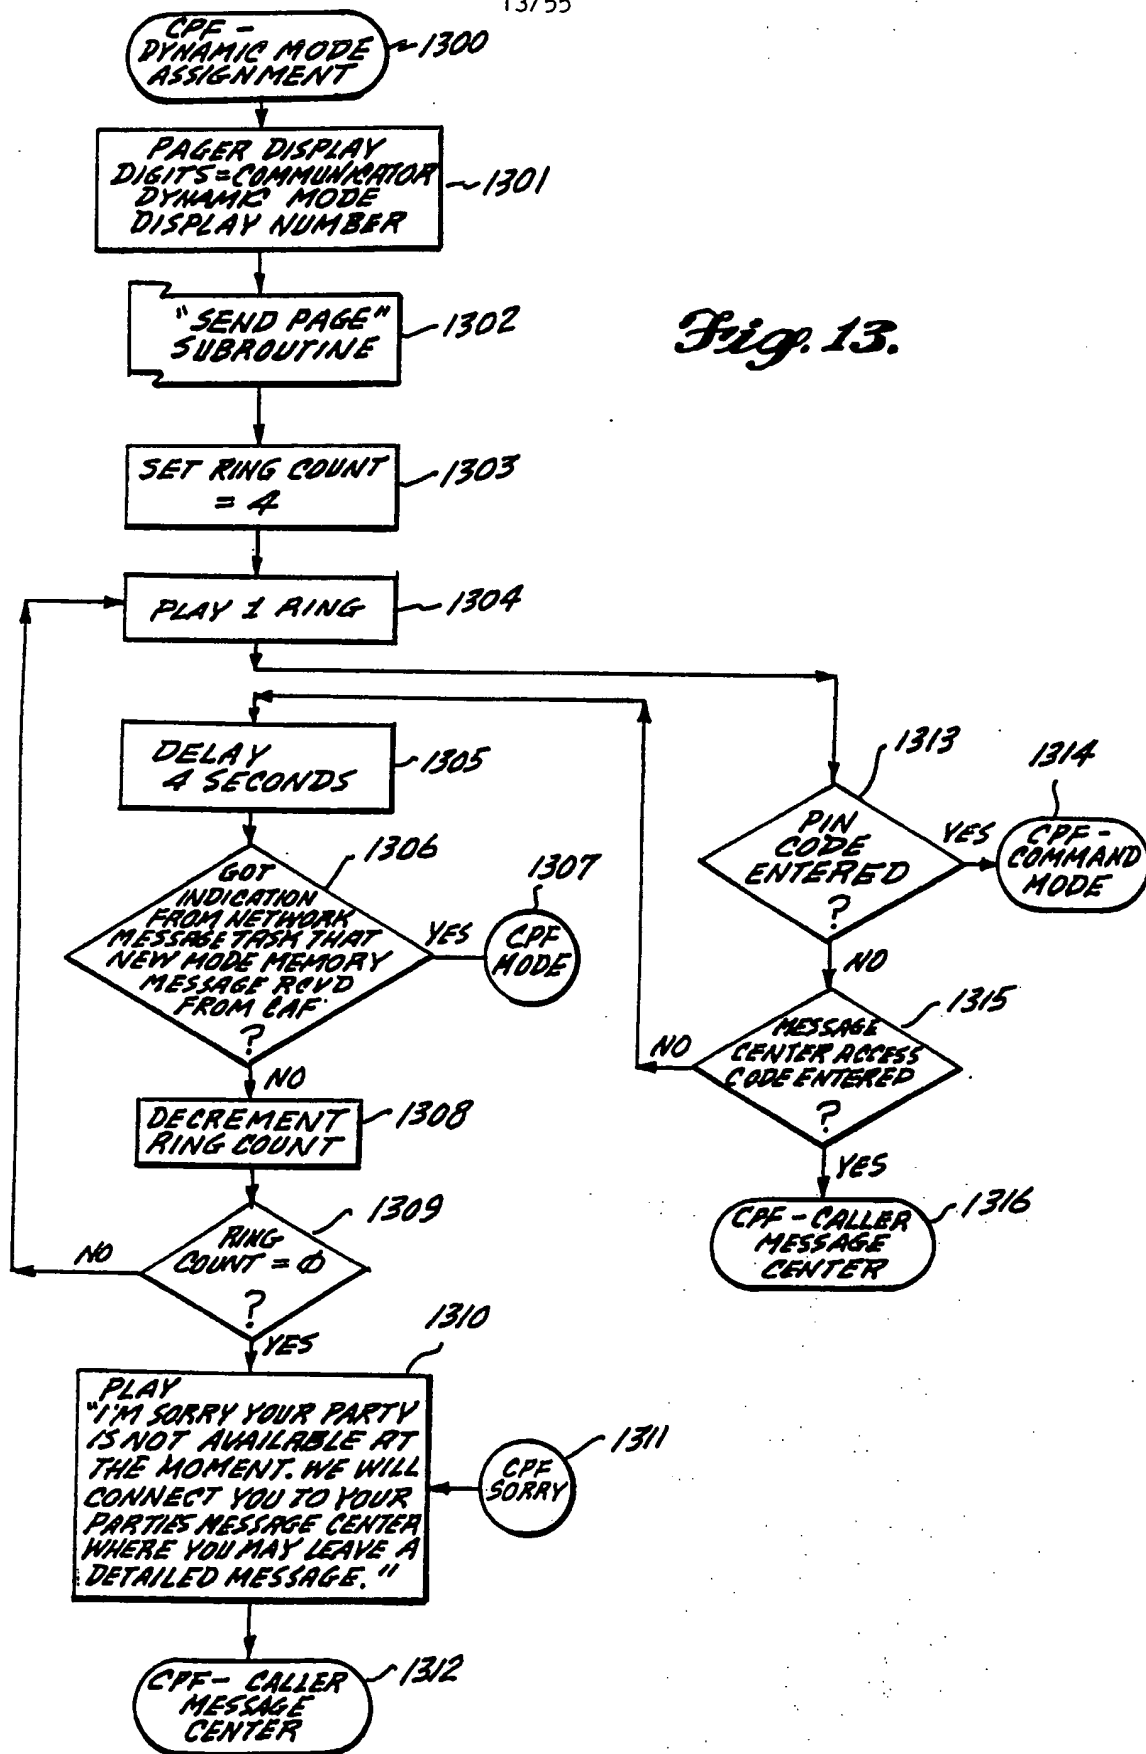 13/55
CPF -
DYNAMIC MODE
ASSIGNMENT
1300
PAGER DISPLAY
DIGITS=COMMUNICATOR
DYNAMIC MODE
DISPLAY NUMBER
1301
"SEND PAGE"
SUBROUTINE
1302
Fig. 13.
SET RING COUNT
= 4
1303
PLAY 1 RING
1304
DELAY
4 SECONDS
1305
GOT
INDICATION
FROM NETWORK
MESSAGE TASK THAT
NEW MODE MEMORY
MESSAGE RCVD
FROM CAF
?
1306
YES
CPF
MODE
1307
NO
DECREMENT
RING COUNT
1308
RING
COUNT = Ø
?
1309
NO
YES
1310
PLAY
"I'M SORRY YOUR PARTY
IS NOT AVAILABLE AT
THE MOMENT. WE WILL
CONNECT YOU TO YOUR
PARTIES MESSAGE CENTER
WHERE YOU MAY LEAVE A
DETAILED MESSAGE."
CPF
SORRY
1311
CPF - CALLER
MESSAGE
CENTER
1312
PIN
CODE
ENTERED
?
1313
YES
CPF -
COMMAND
MODE
1314
NO
MESSAGE
CENTER ACCESS
CODE ENTERED
?
1315
NO
YES
CPF - CALLER
MESSAGE
CENTER
1316